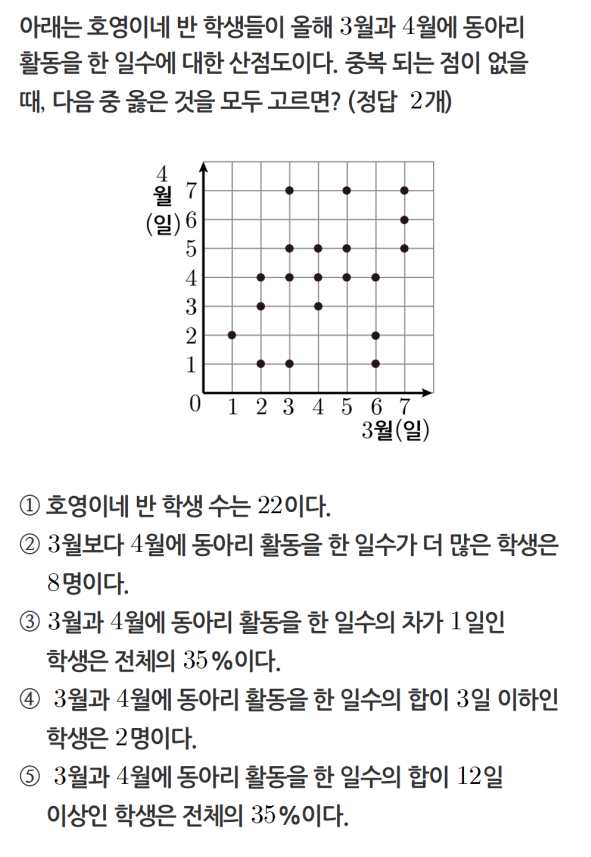 아래는 호영이네 반 학생들이 올해 3월과 4월에 동아리
활동을 한 일수에 대한 산점도이다. 중복 되는 점이 없을
때, 다음 중 옳은 것을 모두 고르면? (정답 2개)
4
월
(일)
7
6
5
4
3
2
1
0 1 2 3 4 5 6 7
3월(일)
① 호영이네 반 학생 수는 22이다.
② 3월보다 4월에 동아리 활동을 한 일수가 더 많은 학생은
8명이다.
③ 3월과 4월에 동아리 활동을 한 일수의 차가 1일인
학생은 전체의 35%이다.
④ 3월과 4월에 동아리 활동을 한 일수의 합이 3일 이하인
학생은 2명이다.
⑤ 3월과 4월에 동아리 활동을 한 일수의 합이 12일
이상인 학생은 전체의 35%이다.